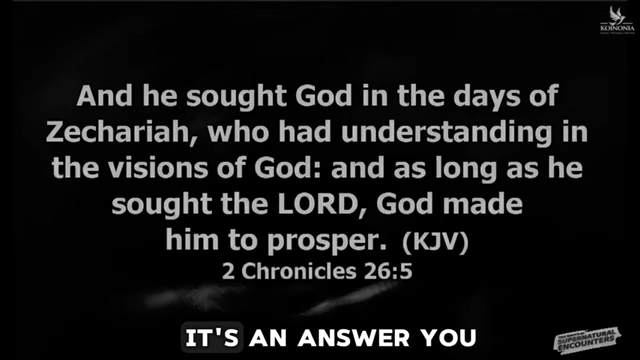 KOINONIA
And he sought God in the days of
Zechariah, who had understanding in
the visions of God: and as long as he
sought the LORD, God made
him to prosper. (KJV)
2 Chronicles 26:5
IT'S AN ANSWER YOU
SUPERNATURAL
ENCOUNTERS